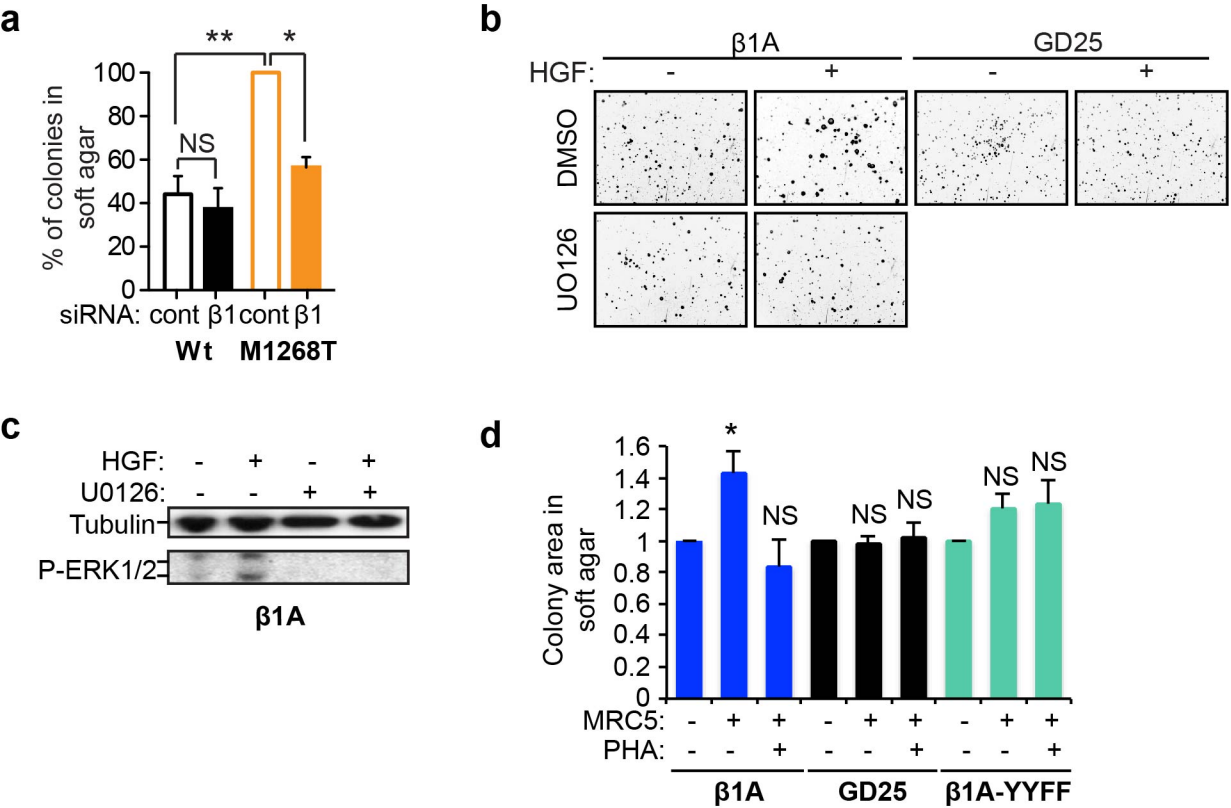 a
** *
% of colonies in
soft agar
100
80
60
40
20
0
NS
siRNA: cont β1 cont β1
Wt M1268T
b
β1A GD25
HGF: - + - +
DMSO
UO126
c
HGF: - + - +
U0126: - - + +
Tubulin
P-ERK1/2
β1A
d
Colony area in
soft agar
1.6
1.4
1.2
1
0.8
0.6
0.4
0.2
0
*
NS
NS
NS
NS
NS
MRC5: - + + - + + - + +
PHA: - - + - - + - - +
β1A GD25 β1A-YYFF